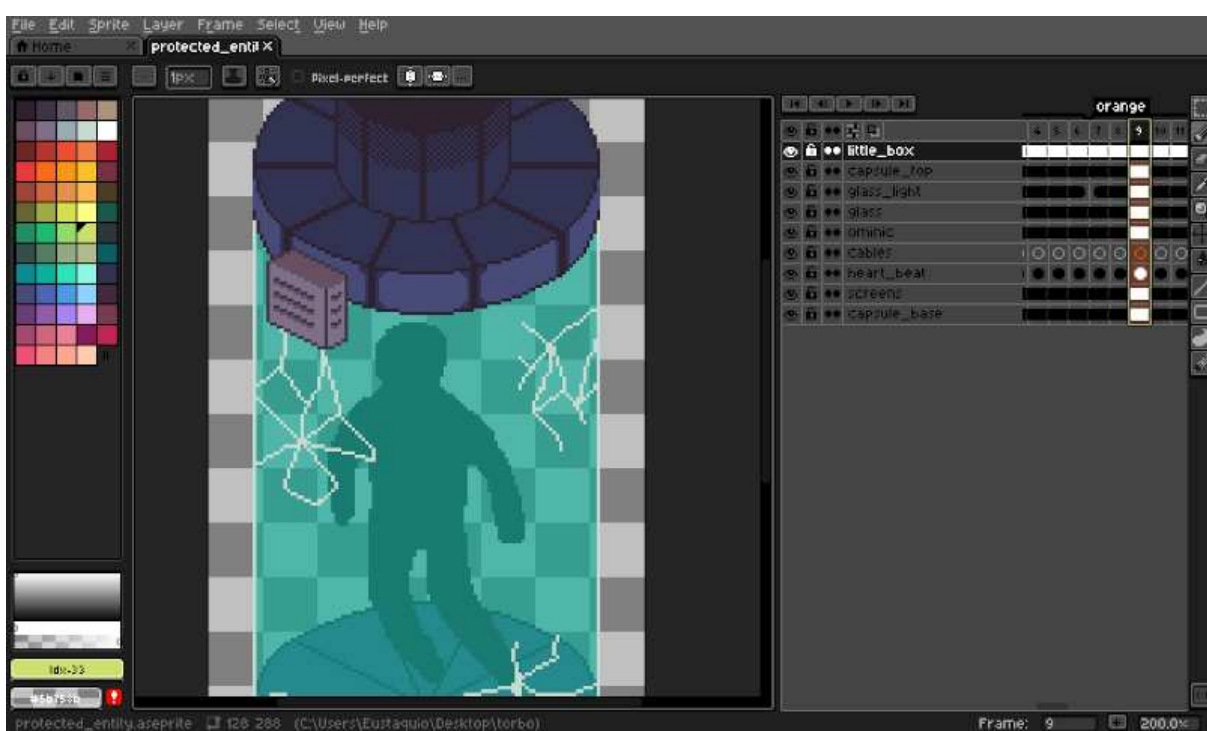 File Edit Sprite Layer Frame Select View Help
Home
protected_enti
1px
Pixel-perfect
orange
4 5 6 7 8 9 10 11
little_box
capsule_top
glass_light
glass
ominic
cables
heart_beat
screens
capsule_base
Idx-33
protected_entity.aseprite 128 288 (C:\Users\Eustaquio\Desktop\torbo)
Frame: 9
200.0%